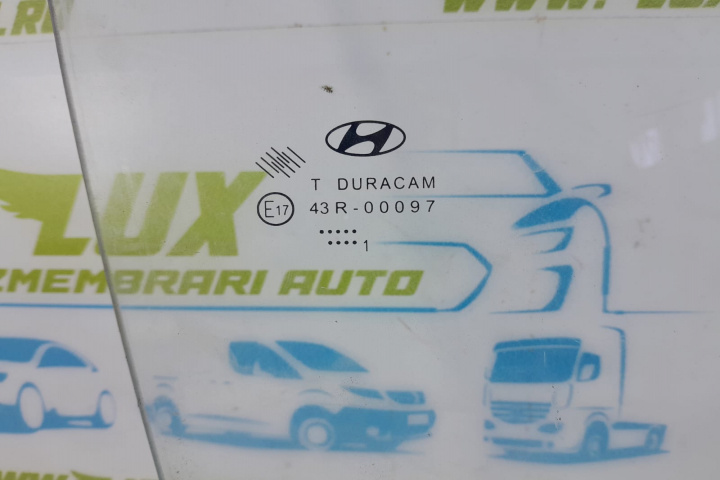 T DURACAM
E17 43R-00097
1
LUX
ZMEMBRARI AUTO